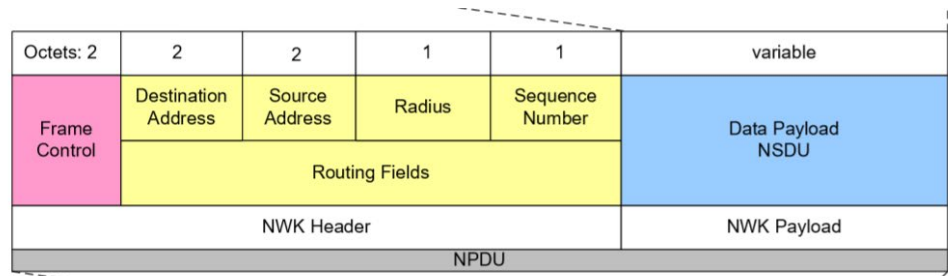 Octets: 2 2 2 1 1 variable
Frame
Control
Destination
Address
Source
Address
Radius
Sequence
Number
Routing Fields
Data Payload
NSDU
NWK Header NWK Payload
NPDU